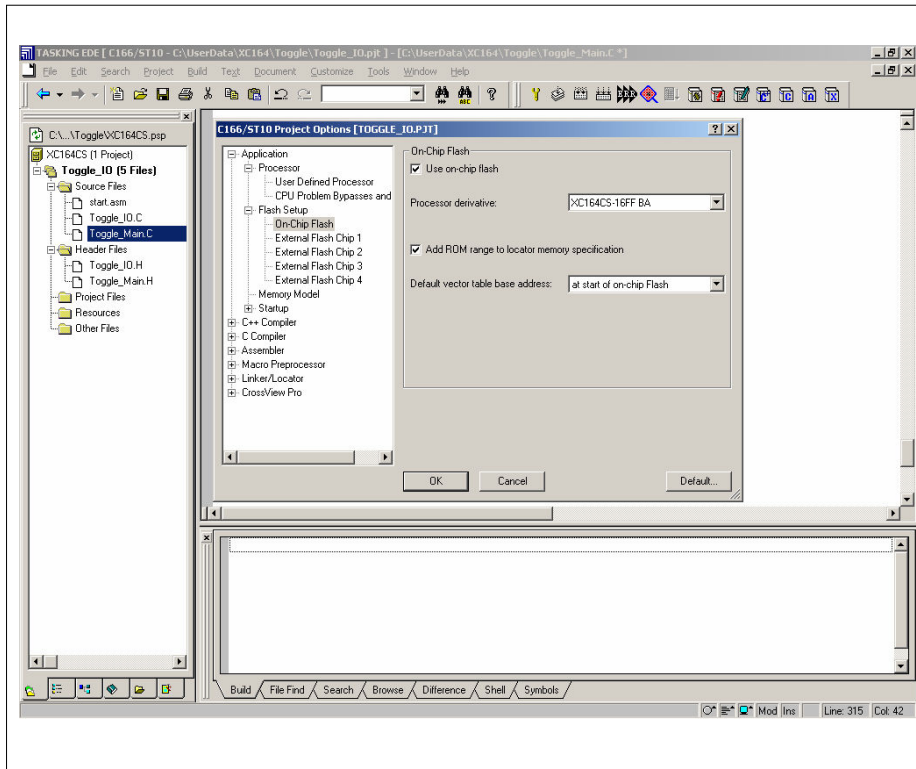 TASKING EDE [ C166/ST10 - C:\UserData\XC164\Toggle\Toggle_IO.pjt ] - [C:\UserData\XC164\Toggle\Toggle_Main.C *]
File Edit Search Project Build Text Document Customize Tools Window Help
C:\...\Toggle\XC164CS.psp
XC164CS (1 Project)
Toggle_IO (5 Files)
Source Files
start.asm
Toggle_IO.C
Toggle_Main.C
Header Files
Toggle_IO.H
Toggle_Main.H
Project Files
Resources
Other Files
C166/ST10 Project Options [TOGGLE_IO.PJT]
Application
Processor
User Defined Processor
CPU Problem Bypasses and
Flash Setup
On-Chip Flash
External Flash Chip 1
External Flash Chip 2
External Flash Chip 3
External Flash Chip 4
Memory Model
Startup
C++ Compiler
C Compiler
Assembler
Macro Preprocessor
Linker/Locator
CrossView Pro
On-Chip Flash
Use on-chip flash
Processor derivative: XC164CS-16FF BA
Add ROM range to locator memory specification
Default vector table base address: at start of on-chip Flash
OK Cancel Default...
Build File Find Search Browse Difference Shell Symbols
Mod Ins Line: 315 Col: 42